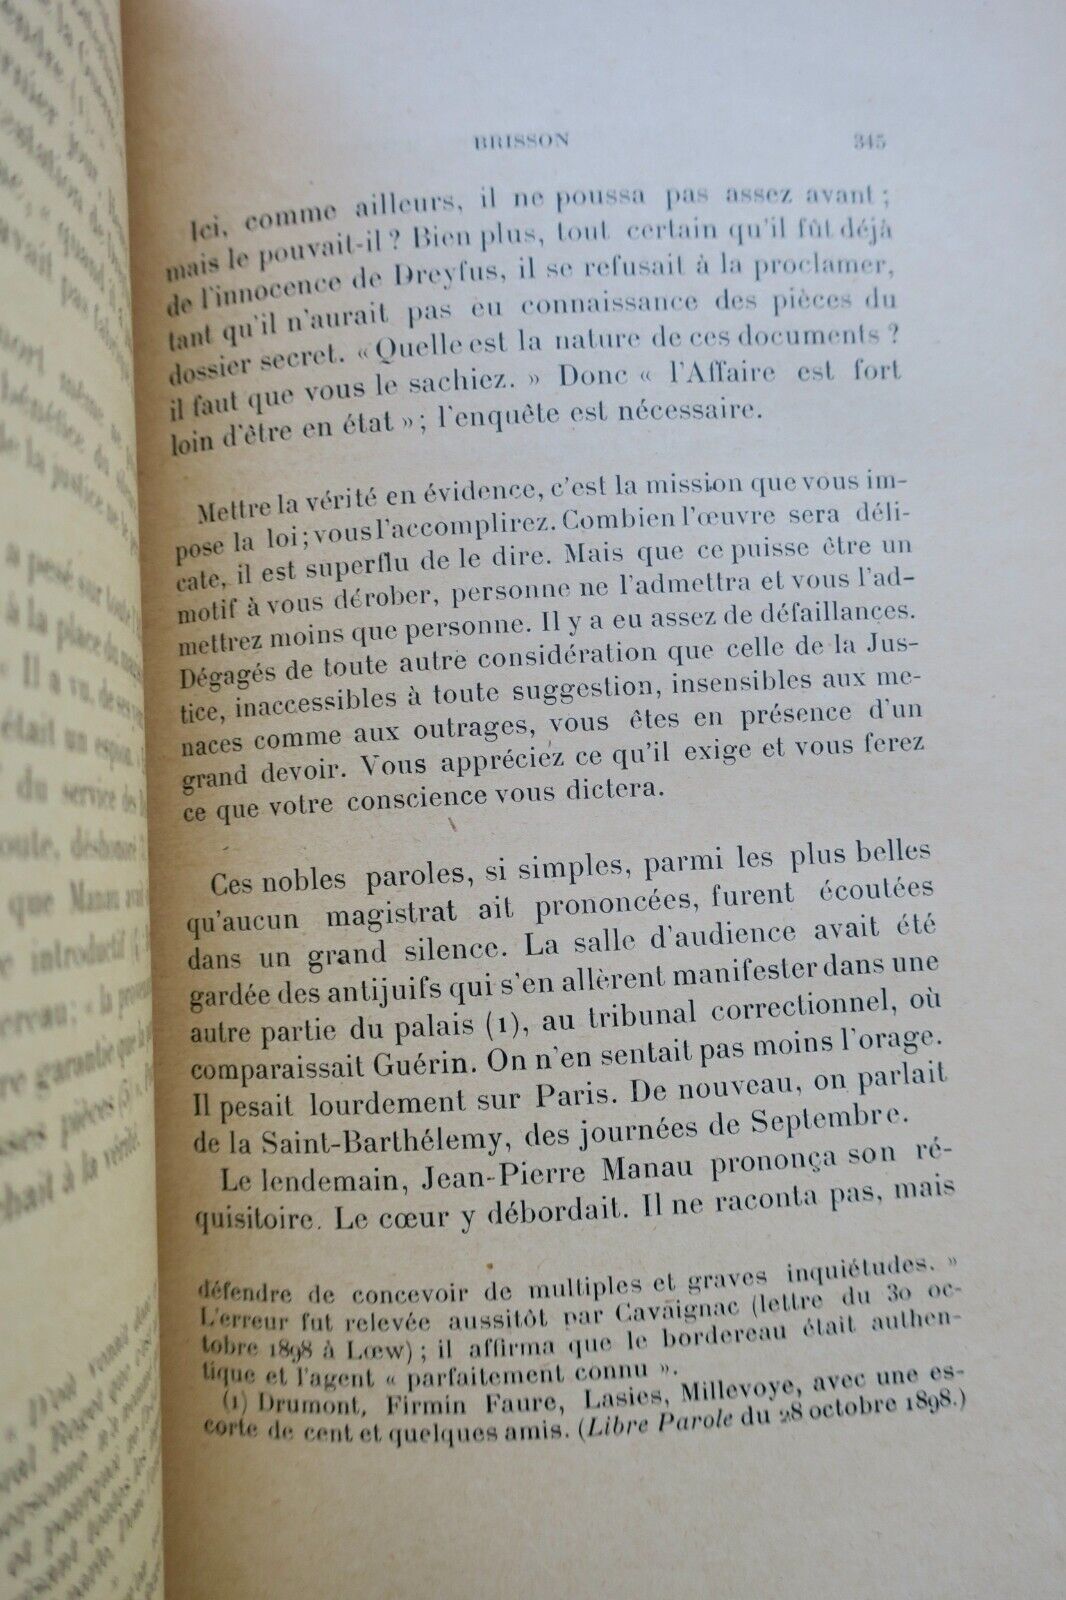 BRISSON 345
Ici, comme ailleurs, il ne poussa pas assez avant ;
mais le pouvait-il ? Bien plus, tout certain qu'il fût déjà
de l'innocence de Dreyfus, il se refusait à la proclamer,
tant qu'il n'aurait pas eu connaissance des pièces du
dossier secret. « Quelle est la nature de ces documents ?
il faut que vous le sachiez. » Donc « l'Affaire est fort
loin d'être en état » ; l'enquête est nécessaire.
Mettre la vérité en évidence, c'est la mission que vous im-
pose la loi ; vous l'accomplirez. Combien l'œuvre sera déli-
cate, il est superflu de le dire. Mais que ce puisse être un
motif à vous dérober, personne ne l'admettra et vous l'ad-
mettrez moins que personne. Il y a eu assez de défaillances.
Dégagés de toute autre considération que celle de la Jus-
tice, inaccessibles à toute suggestion, insensibles aux me-
naces comme aux outrages, vous êtes en présence d'un
grand devoir. Vous appréciez ce qu'il exige et vous ferez
ce que votre conscience vous dictera.
Ces nobles paroles, si simples, parmi les plus belles
qu'aucun magistrat ait prononcées, furent écoutées
dans un grand silence. La salle d'audience avait été
gardée des antijuifs qui s'en allèrent manifester dans une
autre partie du palais (1), au tribunal correctionnel, où
comparaissait Guérin. On n'en sentait pas moins l'orage.
Il pesait lourdement sur Paris. De nouveau, on parlait
de la Saint-Barthélemy, des journées de Septembre.
Le lendemain, Jean-Pierre Manau prononça son ré-
quisitoire. Le cœur y débordait. Il ne raconta pas, mais
défendre de concevoir de multiples et graves inquiétudes. »
L'erreur fut relevée aussitôt par Cavaignac (lettre du 30 oc-
tobre 1898 à Lœw) ; il affirma que le bordereau était authen-
tique et l'agent « parfaitement connu ».
(1) Drumont, Firmin Faure, Lasies, Millevoye, avec une es-
corte de cent et quelques amis. (Libre Parole du 28 octobre 1898.)